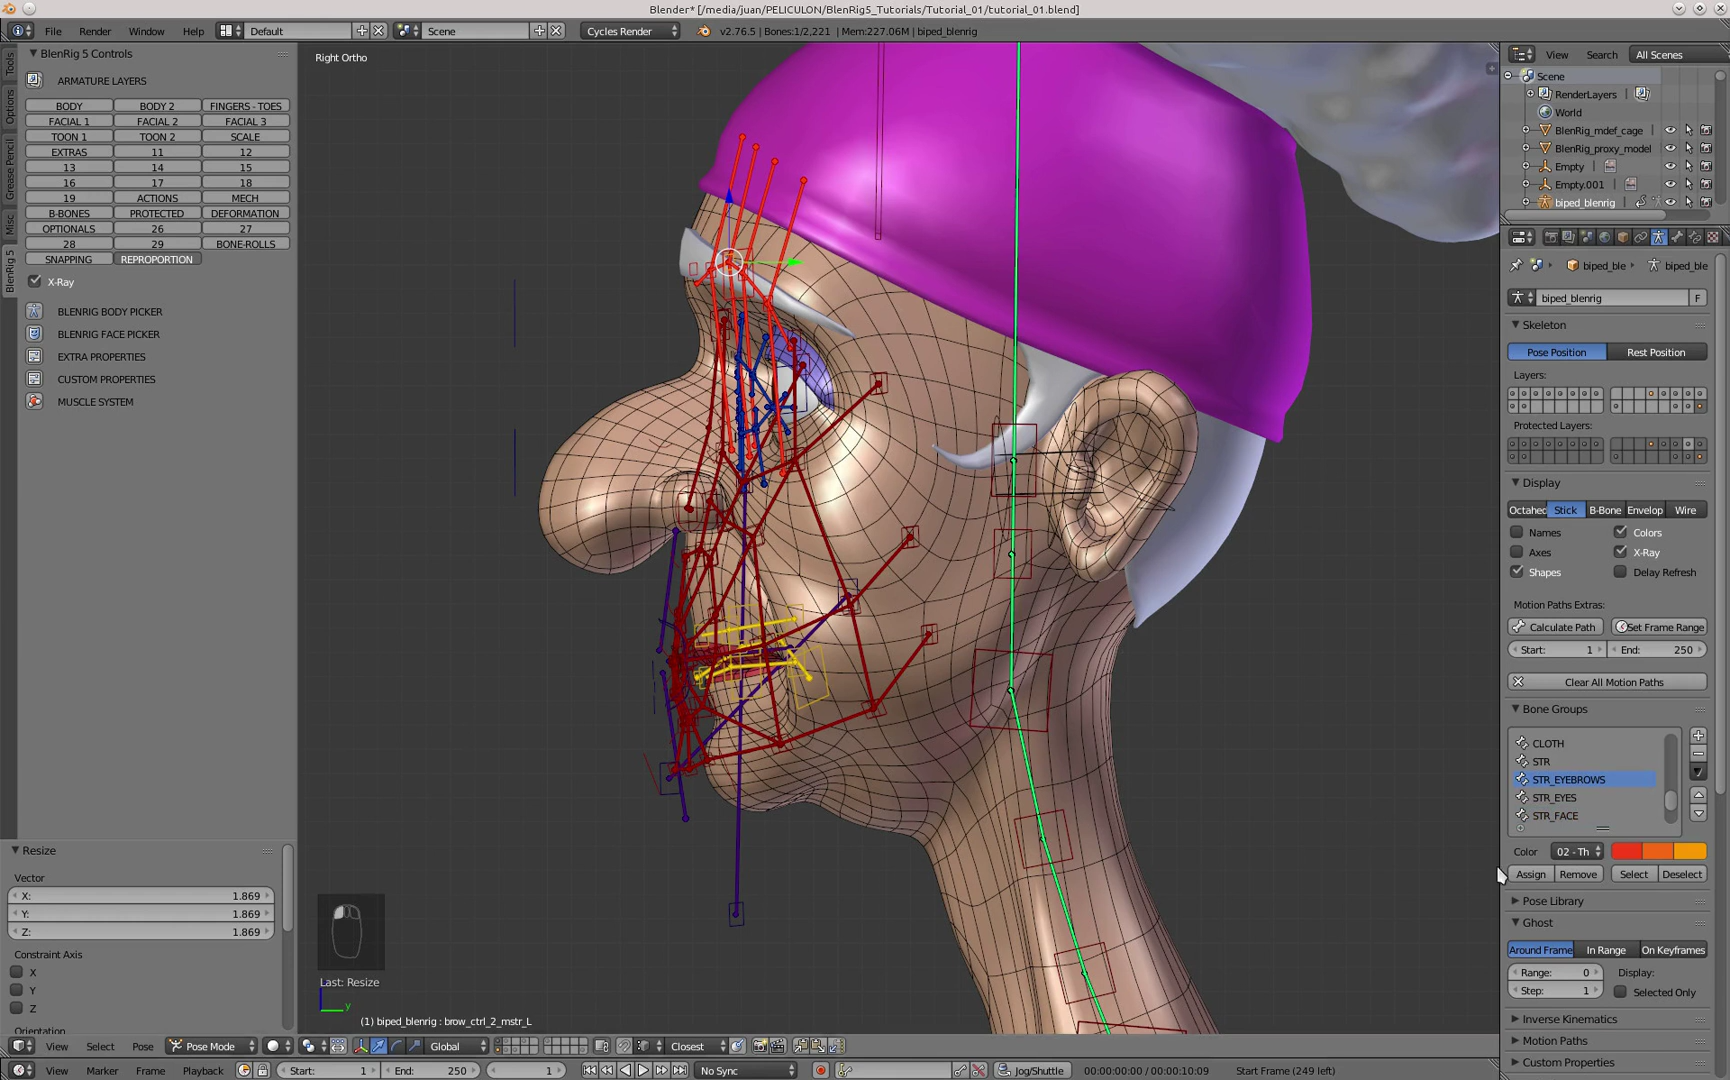 Blender* [/media/juan/PELICULON/BlenRig5_Tutorials/Tutorial_01/tutorial_01.blend]
File Render Window Help Default Scene Cycles Render v2.76.5 | Bones:1/2,221 | Mem:227.06M | biped_blenrig
Tools
Options
Grease Pencil
Misc
BlenRig 5
BlenRig 5 Controls
ARMATURE LAYERS
BODY BODY 2 FINGERS - TOES
FACIAL 1 FACIAL 2 FACIAL 3
TOON 1 TOON 2 SCALE
EXTRAS 11 12
13 14 15
16 17 18
19 ACTIONS MECH
B-BONES PROTECTED DEFORMATION
OPTIONALS 26 27
28 29 BONE-ROLLS
SNAPPING REPROPORTION
X-Ray
BLENRIG BODY PICKER
BLENRIG FACE PICKER
EXTRA PROPERTIES
CUSTOM PROPERTIES
MUSCLE SYSTEM
Resize
Vector
X: 1.869
Y: 1.869
Z: 1.869
Constraint Axis
X
Y
Z
Orientation
Right Ortho
Last: Resize
y
(1) biped_blenrig : brow_ctrl_2_mstr_L
View Select Pose Pose Mode Global Closest
View Marker Frame Playback Start: 1 End: 250 1 No Sync Jog/Shuttle 00:00:00:00 / 00:00:10:09 Start Frame (249 left)
View Search All Scenes
Scene
RenderLayers
World
BlenRig_mdef_cage
BlenRig_proxy_model
Empty
Empty.001
biped_blenrig
biped_ble biped_ble
biped_blenrig F
Skeleton
Pose Position Rest Position
Layers:
Protected Layers:
Display
Octahed Stick B-Bone Envelop Wire
Names Colors
Axes X-Ray
Shapes Delay Refresh
Motion Paths Extras:
Calculate Path Set Frame Range
Start: 1 End: 250
Clear All Motion Paths
Bone Groups
CLOTH
STR
STR_EYEBROWS
STR_EYES
STR_FACE
Color 02 - Th
Assign Remove Select Deselect
Pose Library
Ghost
Around Frame In Range On Keyframes
Range: 0 Display:
Step: 1 Selected Only
Inverse Kinematics
Motion Paths
Custom Properties